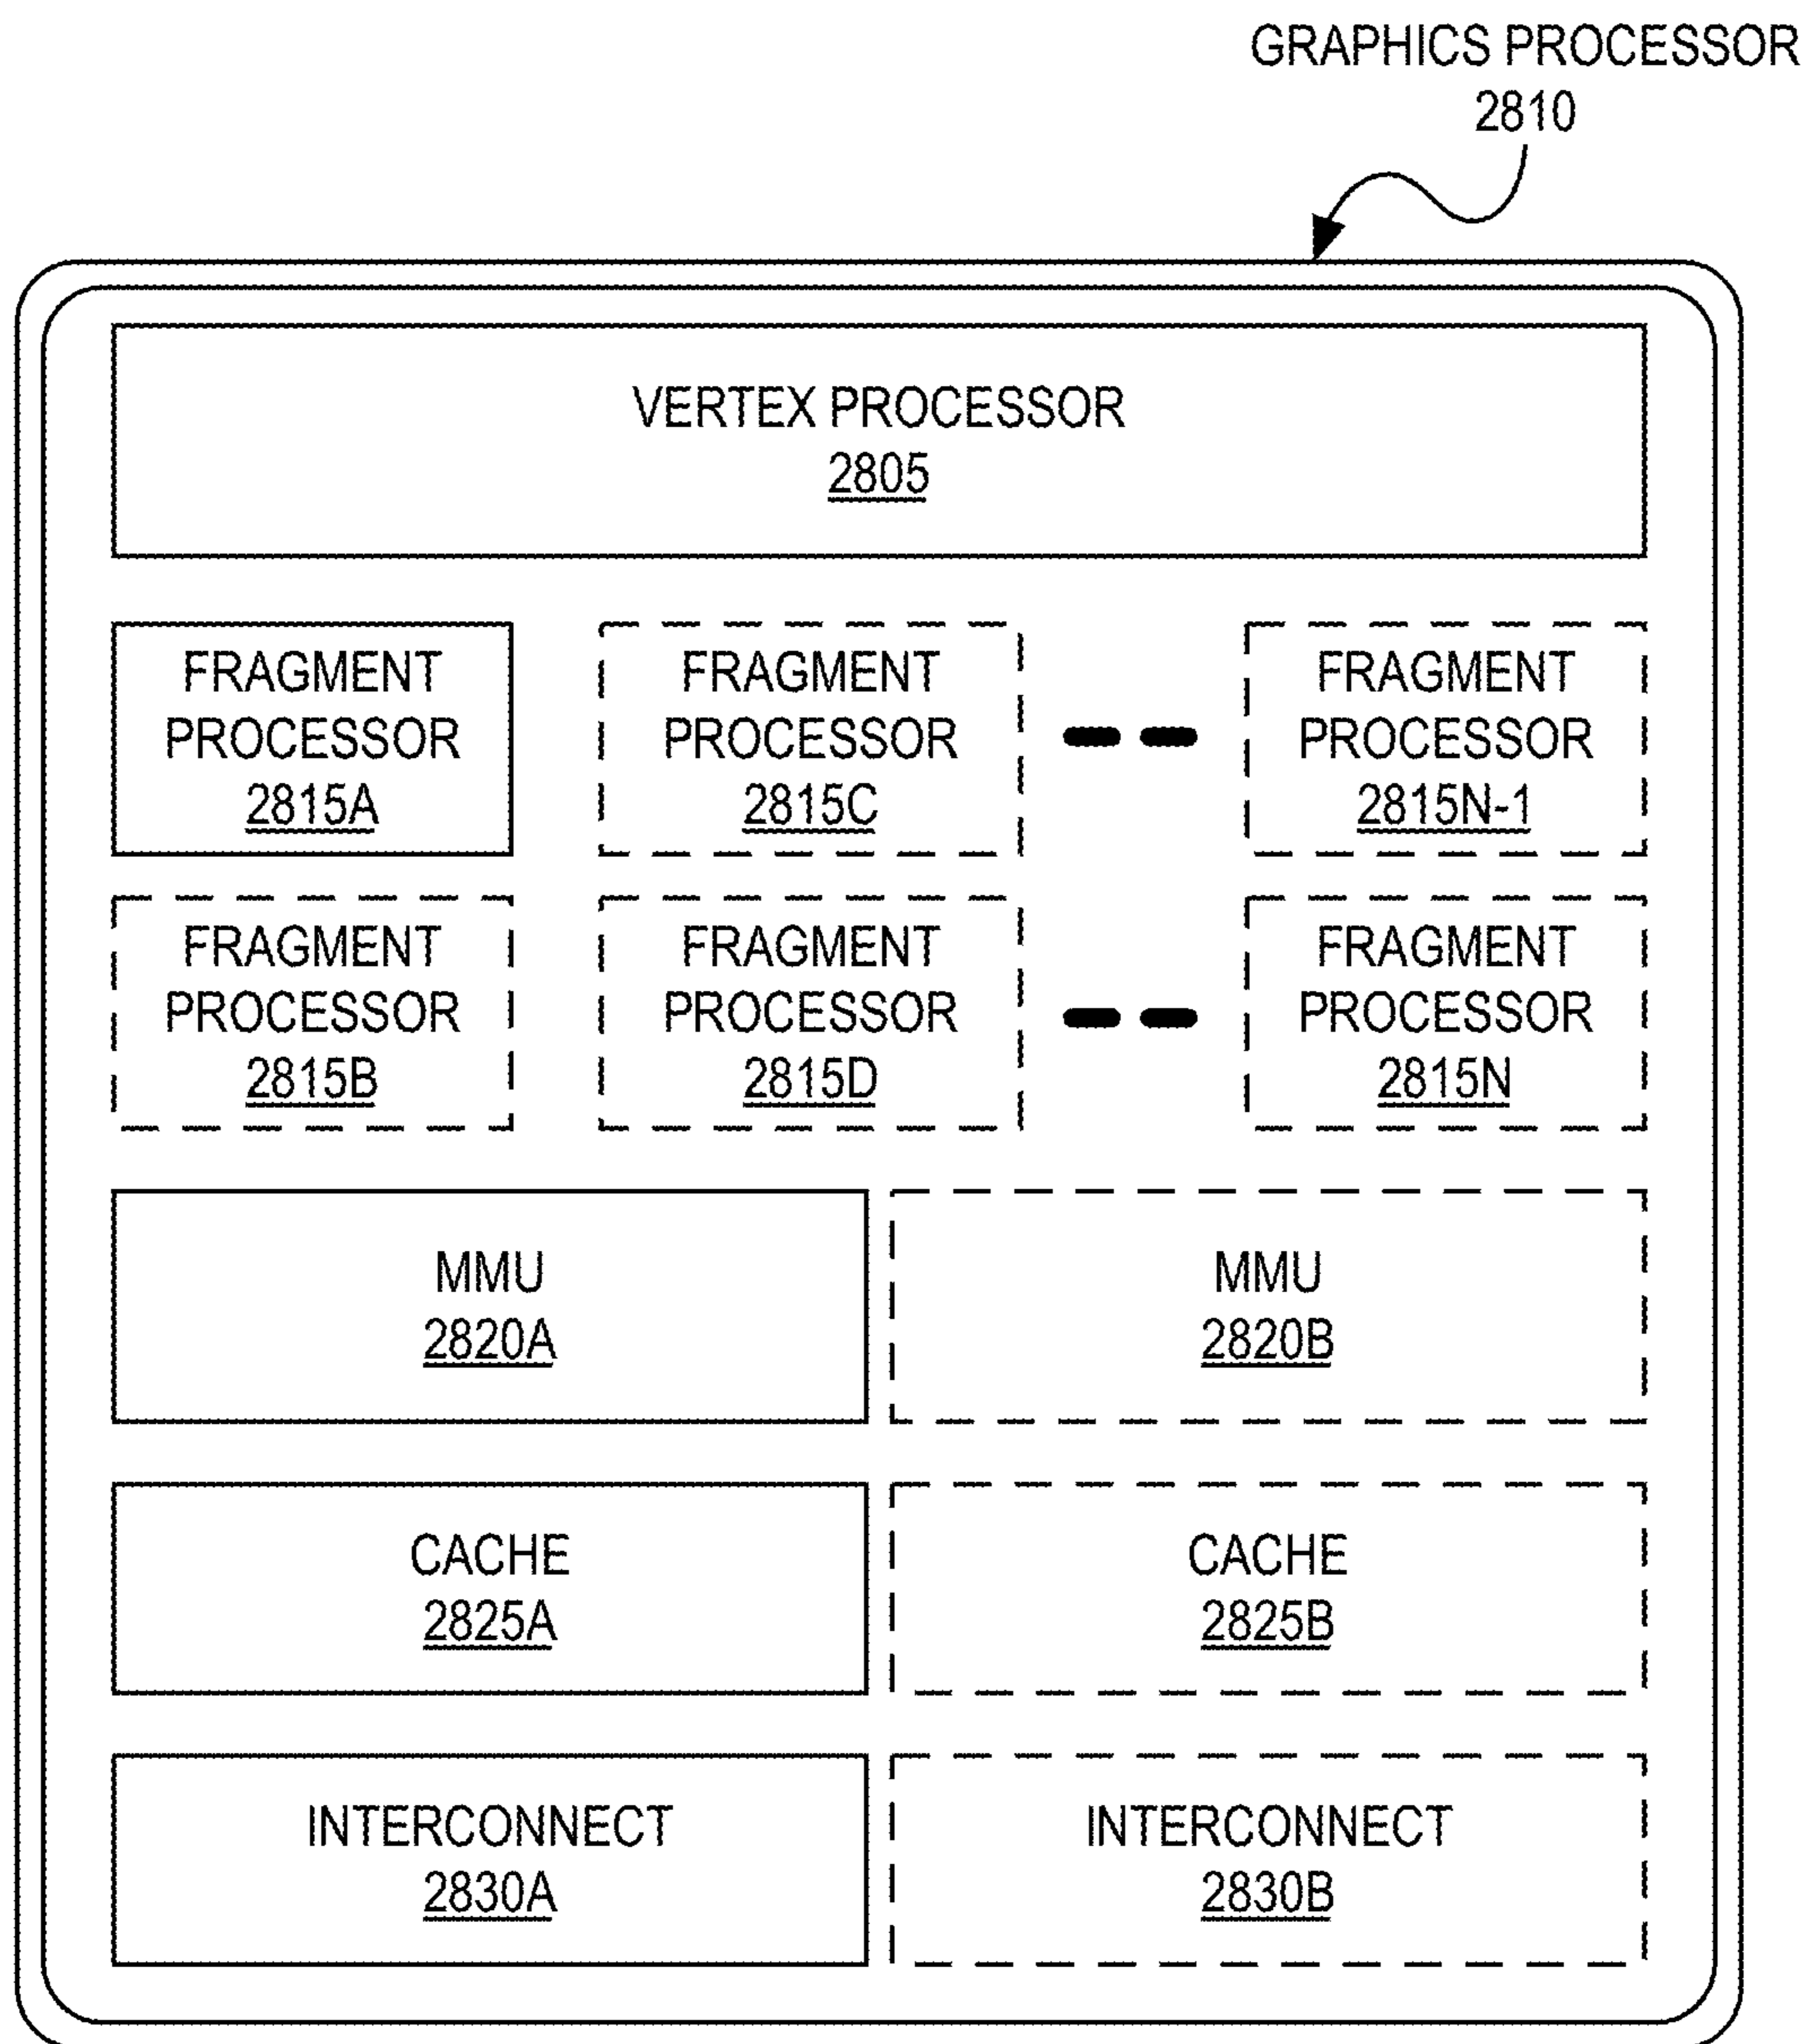 GRAPHICS PROCESSOR
2810
VERTEX PROCESSOR
2805
FRAGMENT
PROCESSOR
2815A
FRAGMENT
PROCESSOR
2815C
FRAGMENT
PROCESSOR
2815N-1
FRAGMENT
PROCESSOR
2815B
FRAGMENT
PROCESSOR
2815D
FRAGMENT
PROCESSOR
2815N
MMU
2820A
MMU
2820B
CACHE
2825A
CACHE
2825B
INTERCONNECT
2830A
INTERCONNECT
2830B